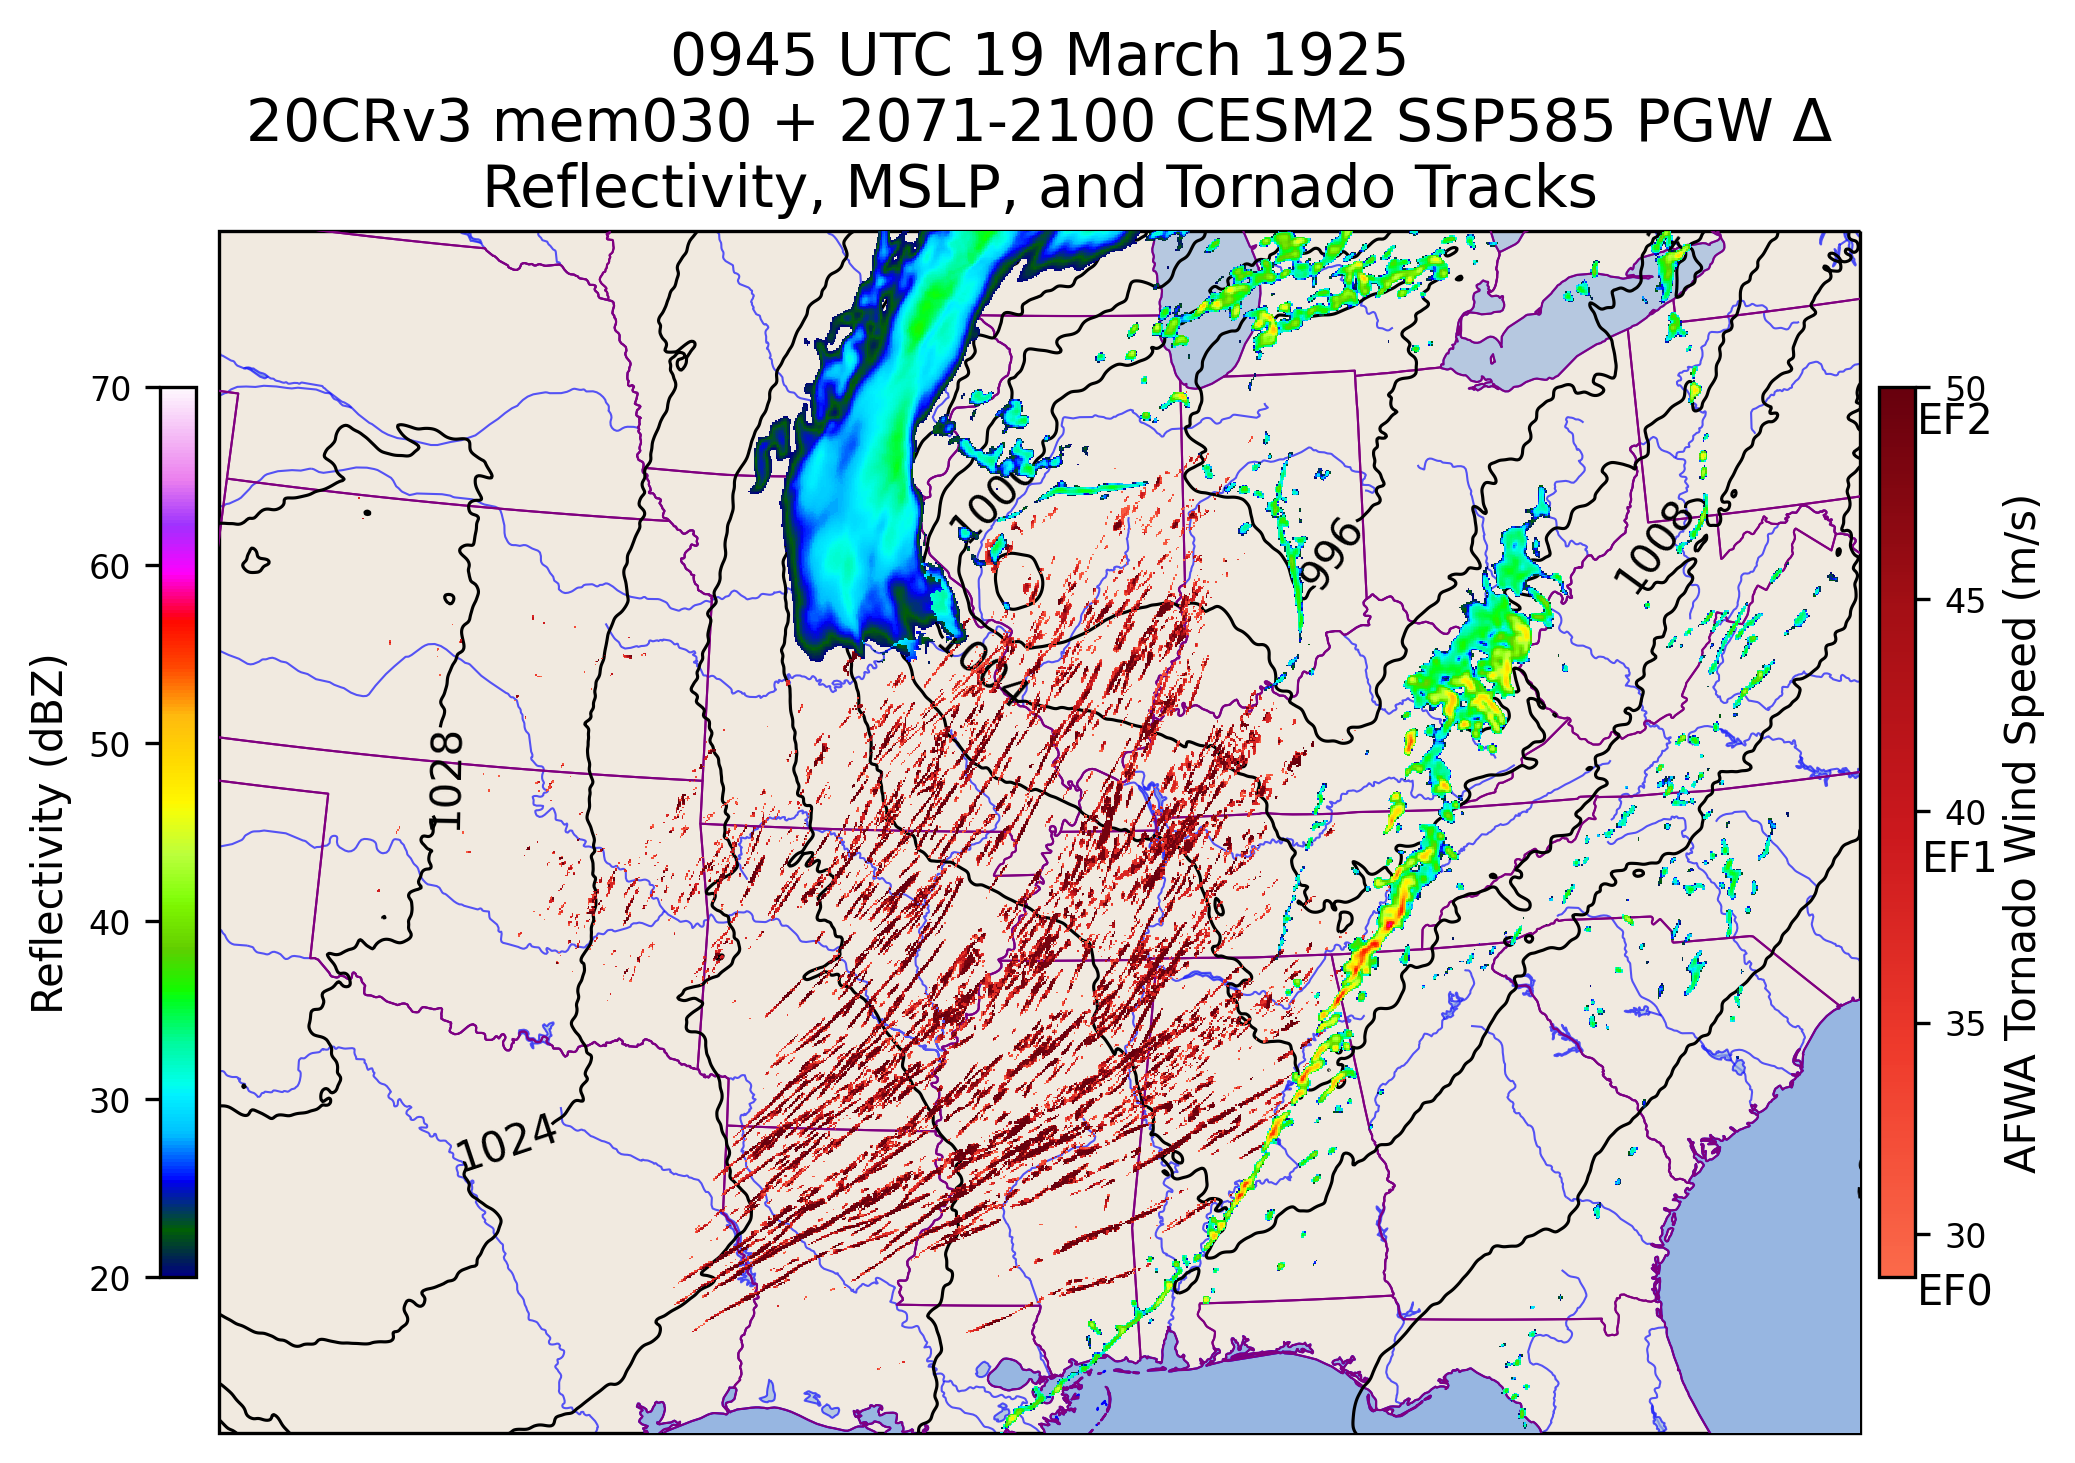 0945 UTC 19 March 1925
20CRv3 mem030 + 2071-2100 CESM2 SSP585 PGW Δ
Reflectivity, MSLP, and Tornado Tracks
Reflectivity (dBZ)
70
60
50
40
30
20
996
1008
1028
1024
50
EF2
45
40
EF1
35
30
EF0
AFWA Tornado Wind Speed (m/s)